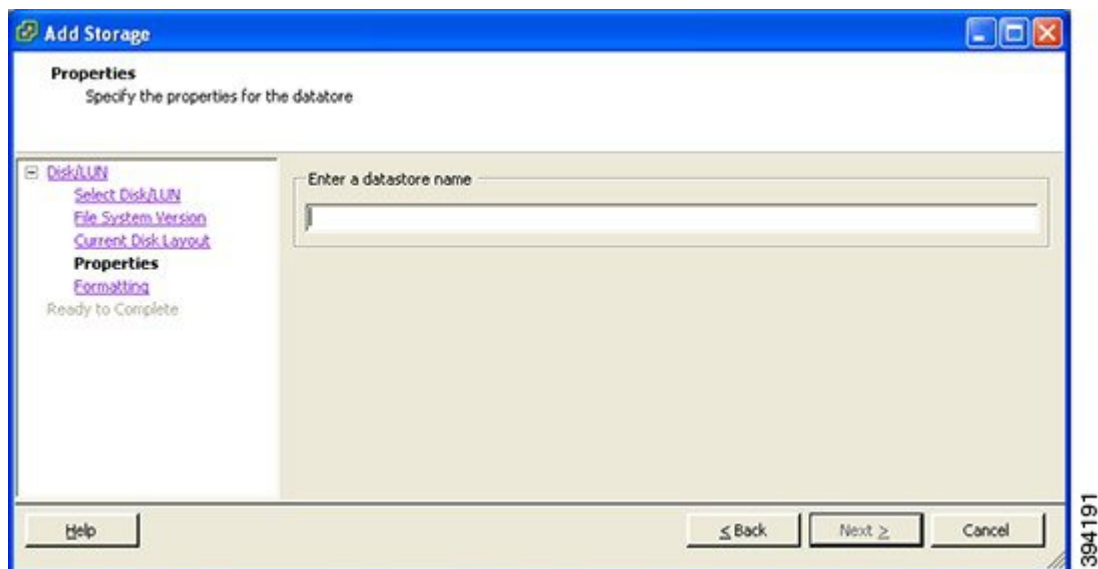 Add Storage
Properties
Specify the properties for the datatore
Disk/LUN
Select Disk/LUN
File System Version
Current Disk Layout
Properties
Formatting
Ready to Complete
Enter a datastore name
Help
≤ Back
Next ≥
Cancel
394191